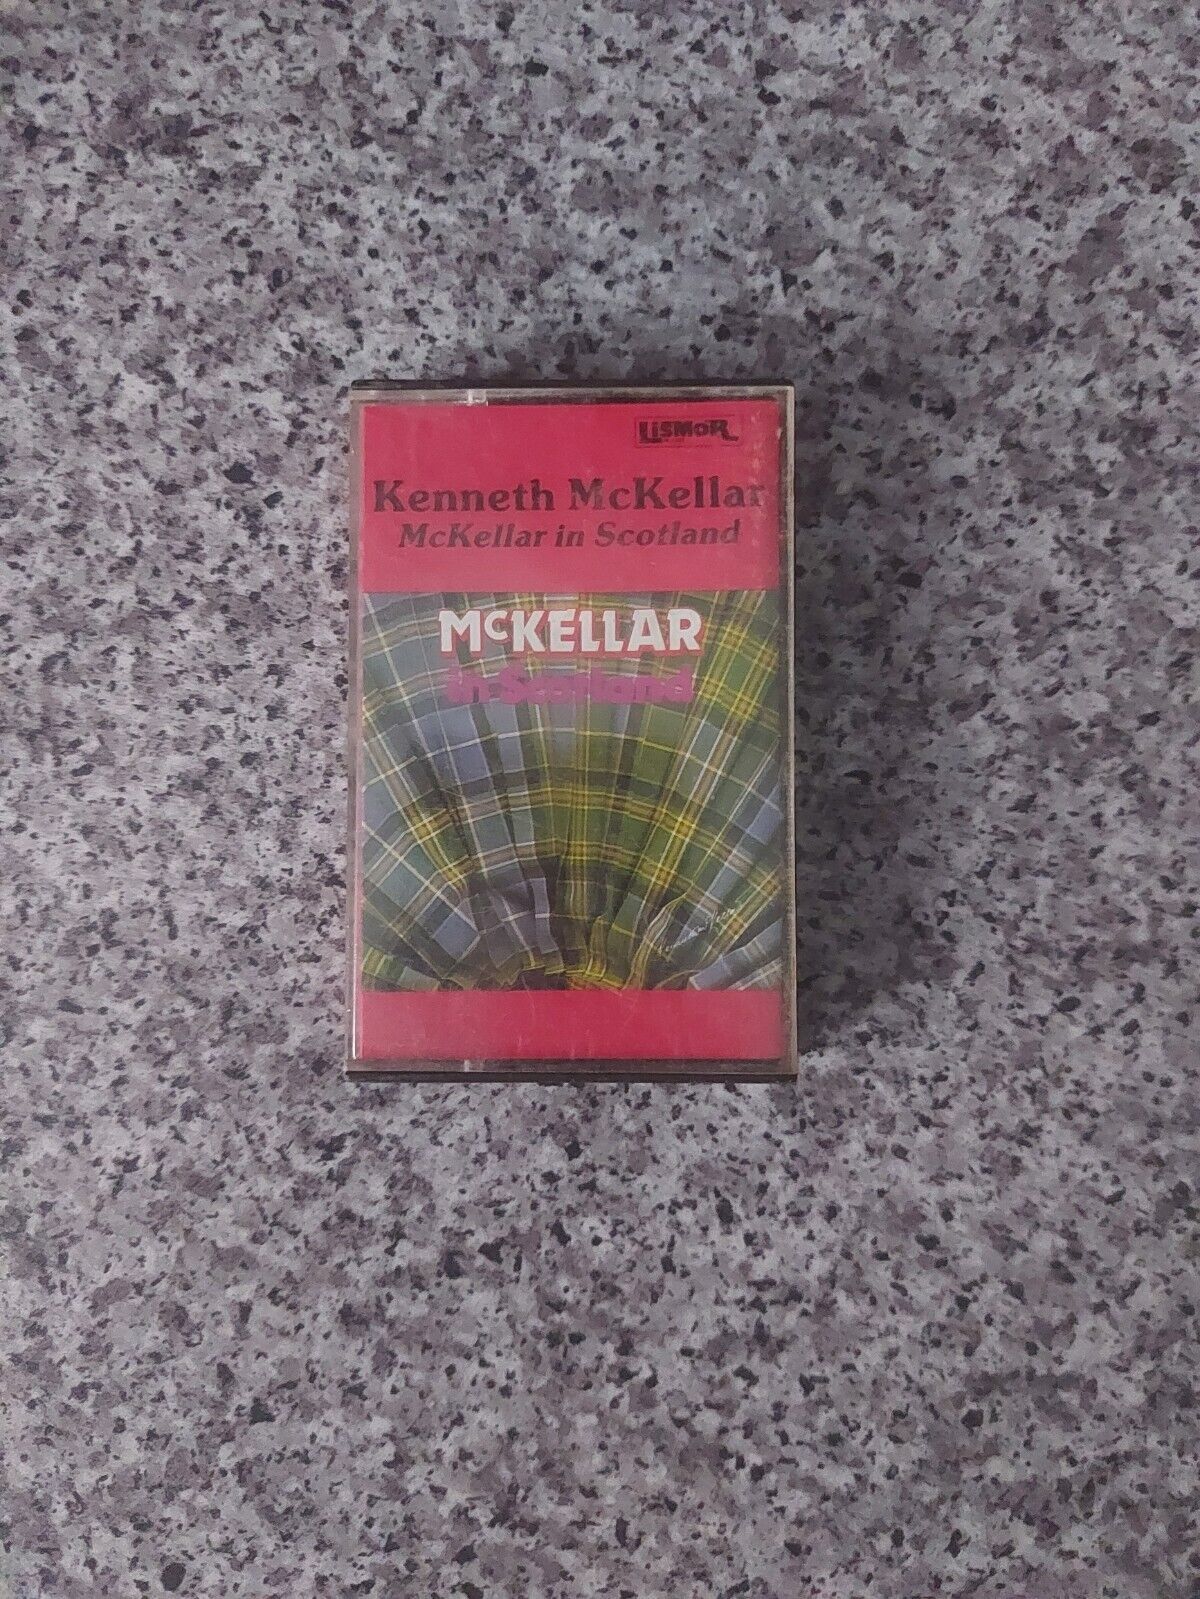 LISMOR
Kenneth McKellar
McKellar in Scotland
McKELLAR
in Scotland